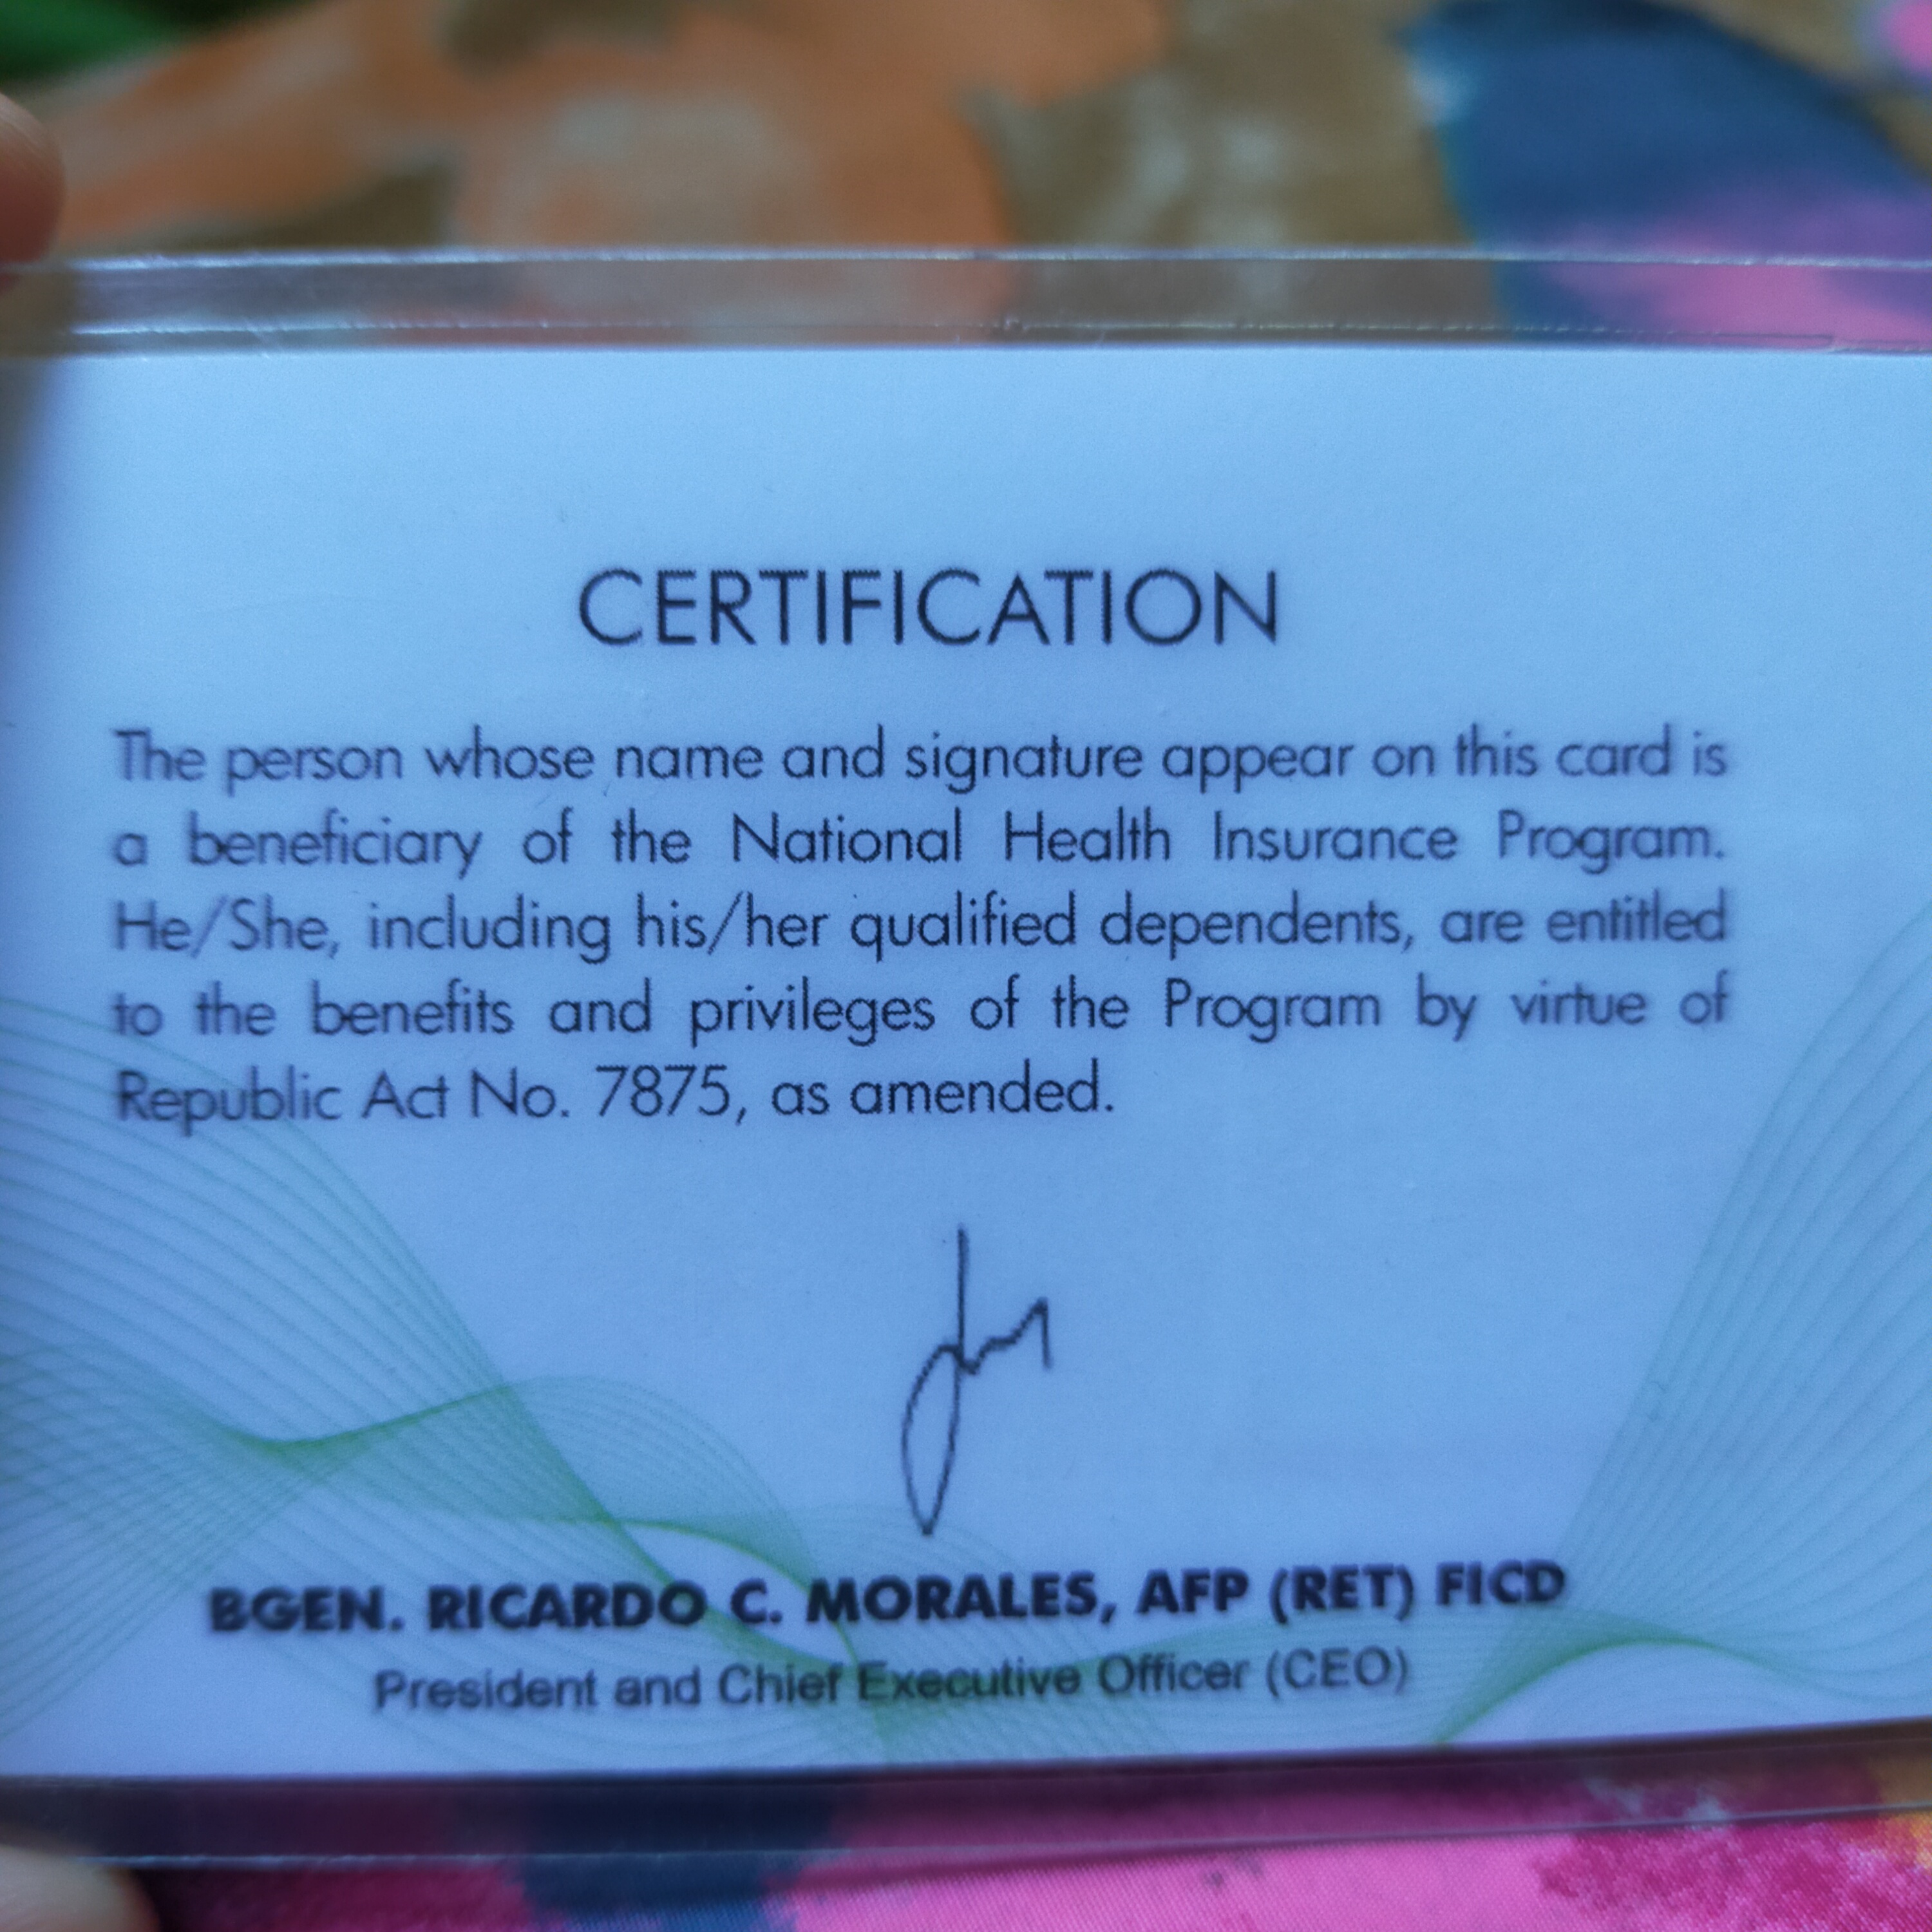 CERTIFICATION
The person whose name and signature appear on this card is
a beneficiary of the National Health Insurance Program.
He/She, including his/her qualified dependents, are entitled
to the benefits and privileges of the Program by virtue of
Republic Act No. 7875, as amended.
BGEN. RICARDO C. MORALES, AFP (RET) FICD
President and Chief Executive Officer (CEO)